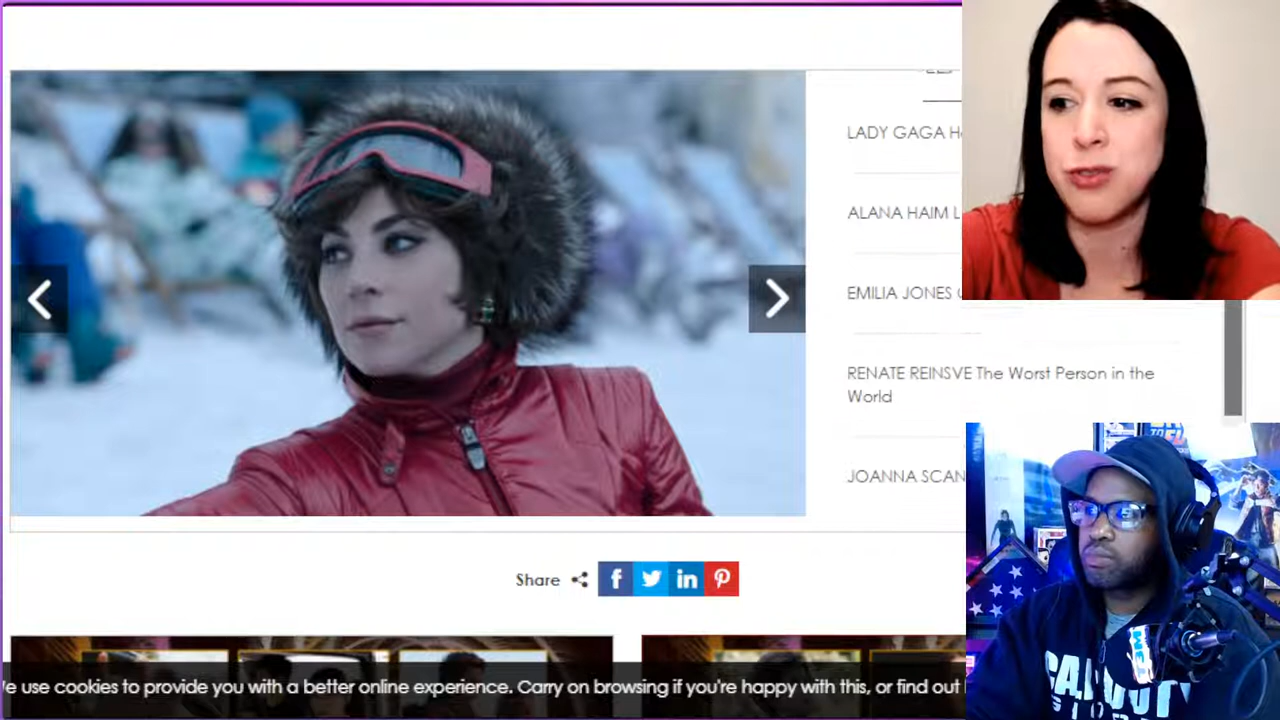 LADY GAGA H
ALANA HAIM L
EMILIA JONES
RENATE REINSVE The Worst Person in the
World
JOANNA SCAN
Share
f
in
e use cookies to provide you with a better online experience. Carry on browsing if you're happy with this, or find out